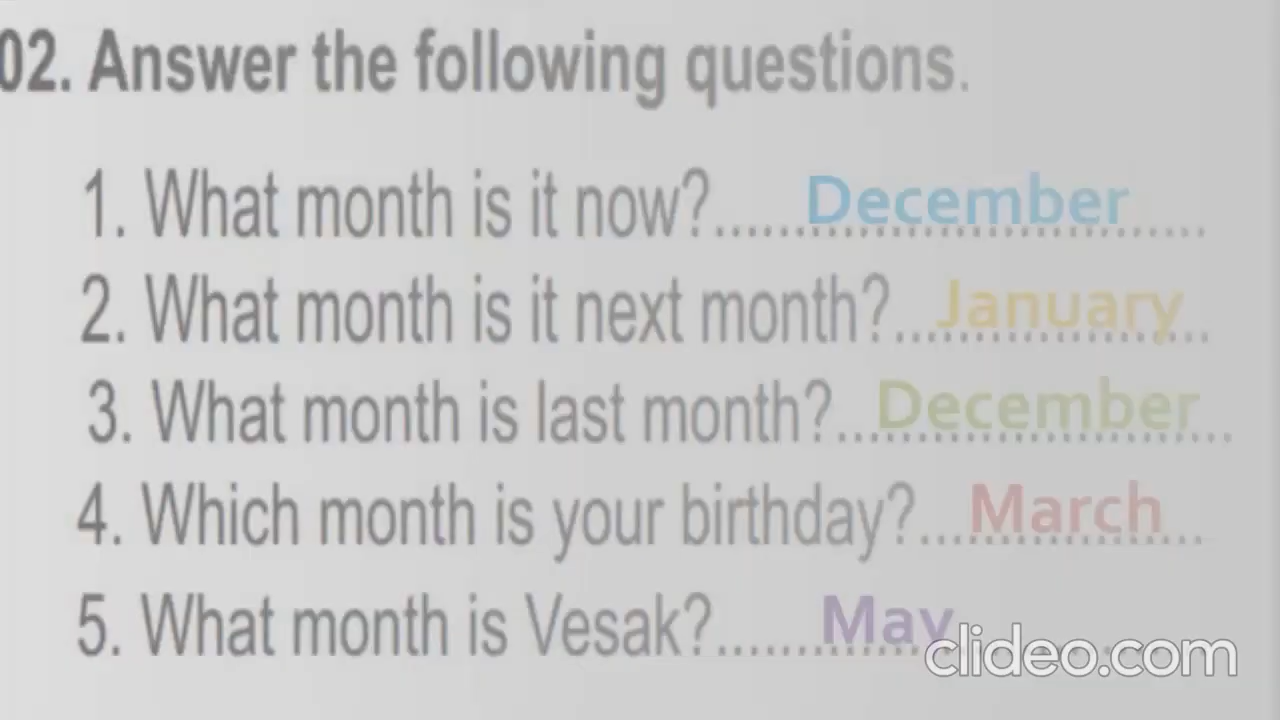 02. Answer the following questions.
1. What month is it now?..... December
2. What month is it next month?... January
3. What month is last month?... December
4. Which month is your birthday?... March
5. What month is Vesak?...... May
clideo.com